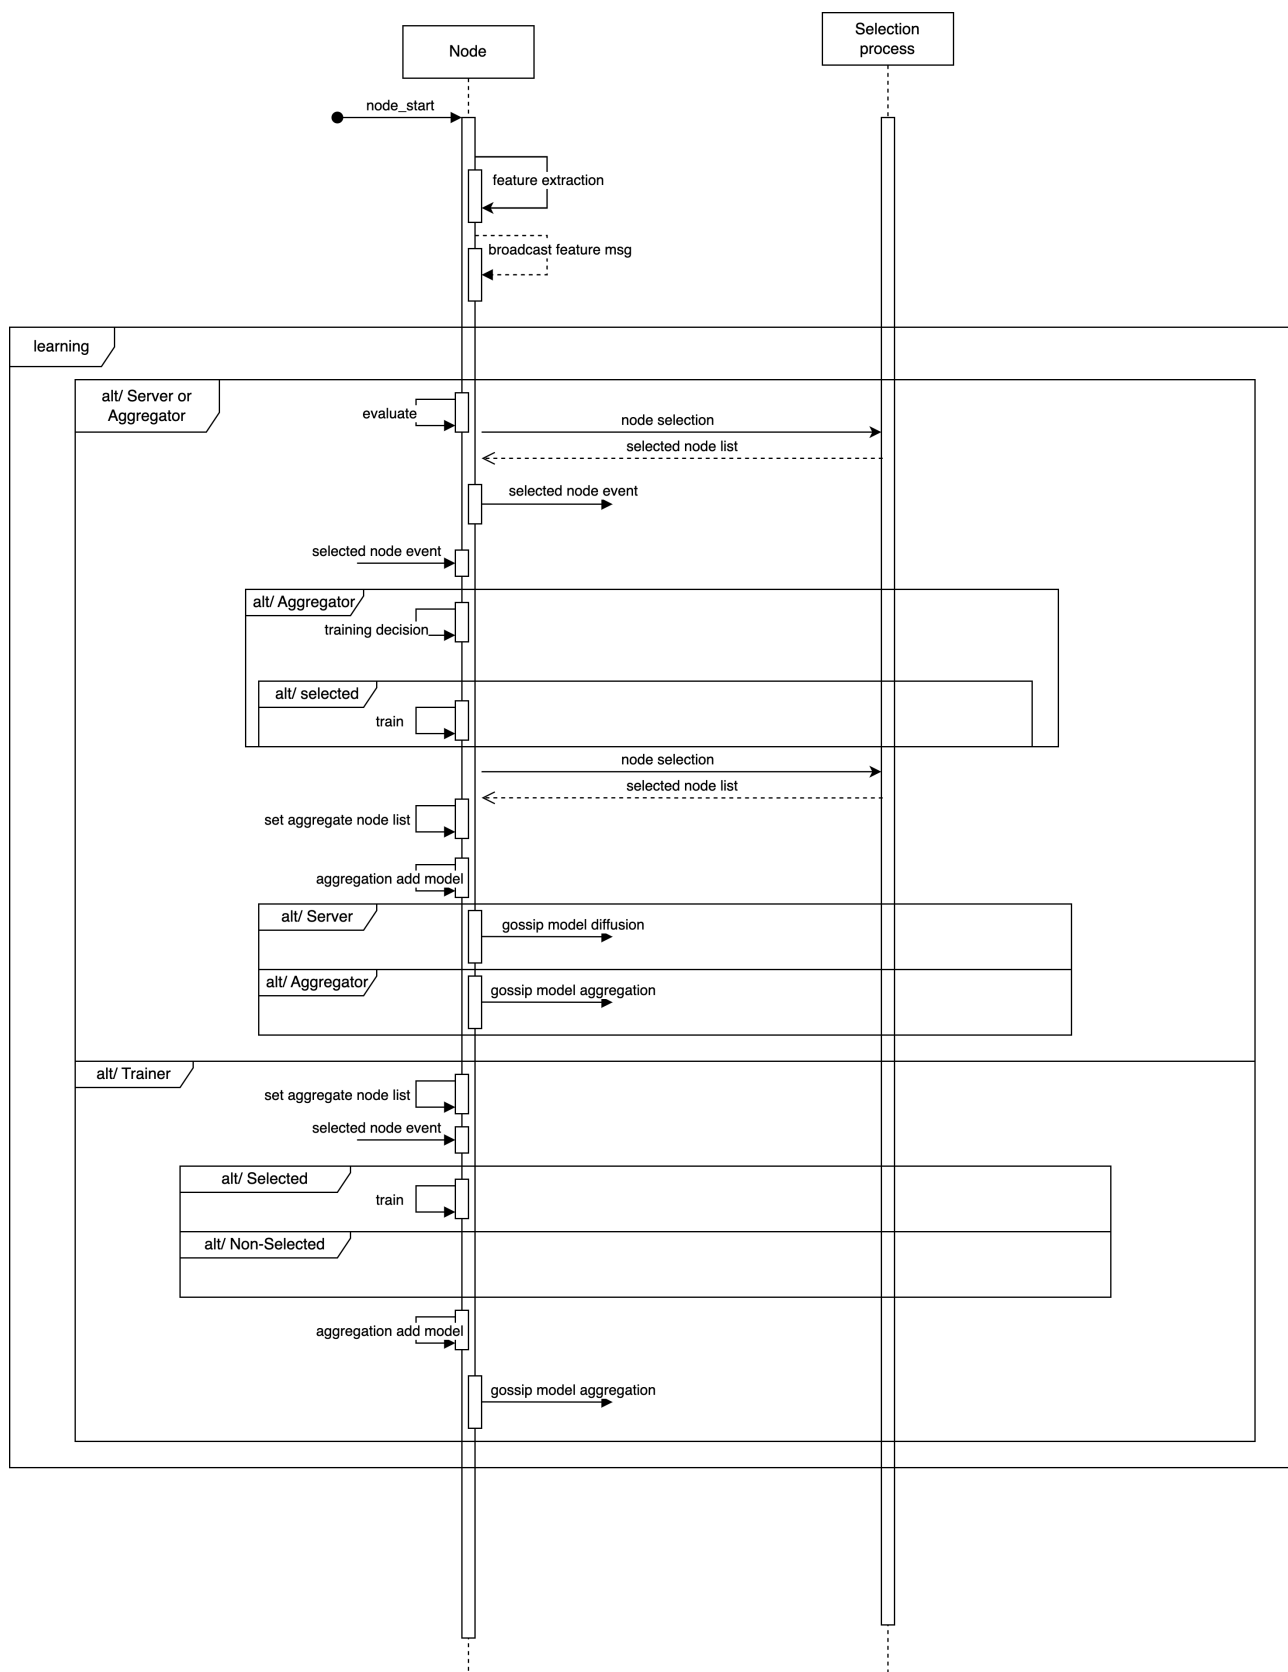 Node
Selection
process
node_start
feature extraction
broadcast feature msg
learning
alt/ Server or
Aggregator
evaluate
node selection
selected node list
selected node event
selected node event
alt/ Aggregator
training decision
alt/ selected
train
node selection
selected node list
set aggregate node list
aggregation add model
alt/ Server
gossip model diffusion
alt/ Aggregator
gossip model aggregation
alt/ Trainer
set aggregate node list
selected node event
alt/ Selected
train
alt/ Non-Selected
aggregation add model
gossip model aggregation